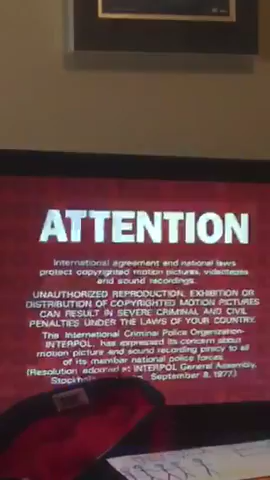 ATTENTION
International agreement and national laws
protect copyrighted motion pictures, videotapes
and sound recordings.
UNAUTHORIZED REPRODUCTION, EXHIBITION OR
DISTRIBUTION OF COPYRIGHTED MOTION PICTURES
CAN RESULT IN SEVERE CRIMINAL AND CIVIL
PENALTIES UNDER THE LAWS OF YOUR COUNTRY.
The International Criminal Police Organization-
INTERPOL, has expressed its concern about
motion picture and sound recording piracy to all
of its member national police forces.
(Resolution adopted at INTERPOL General Assembly,
September 8, 1977.)